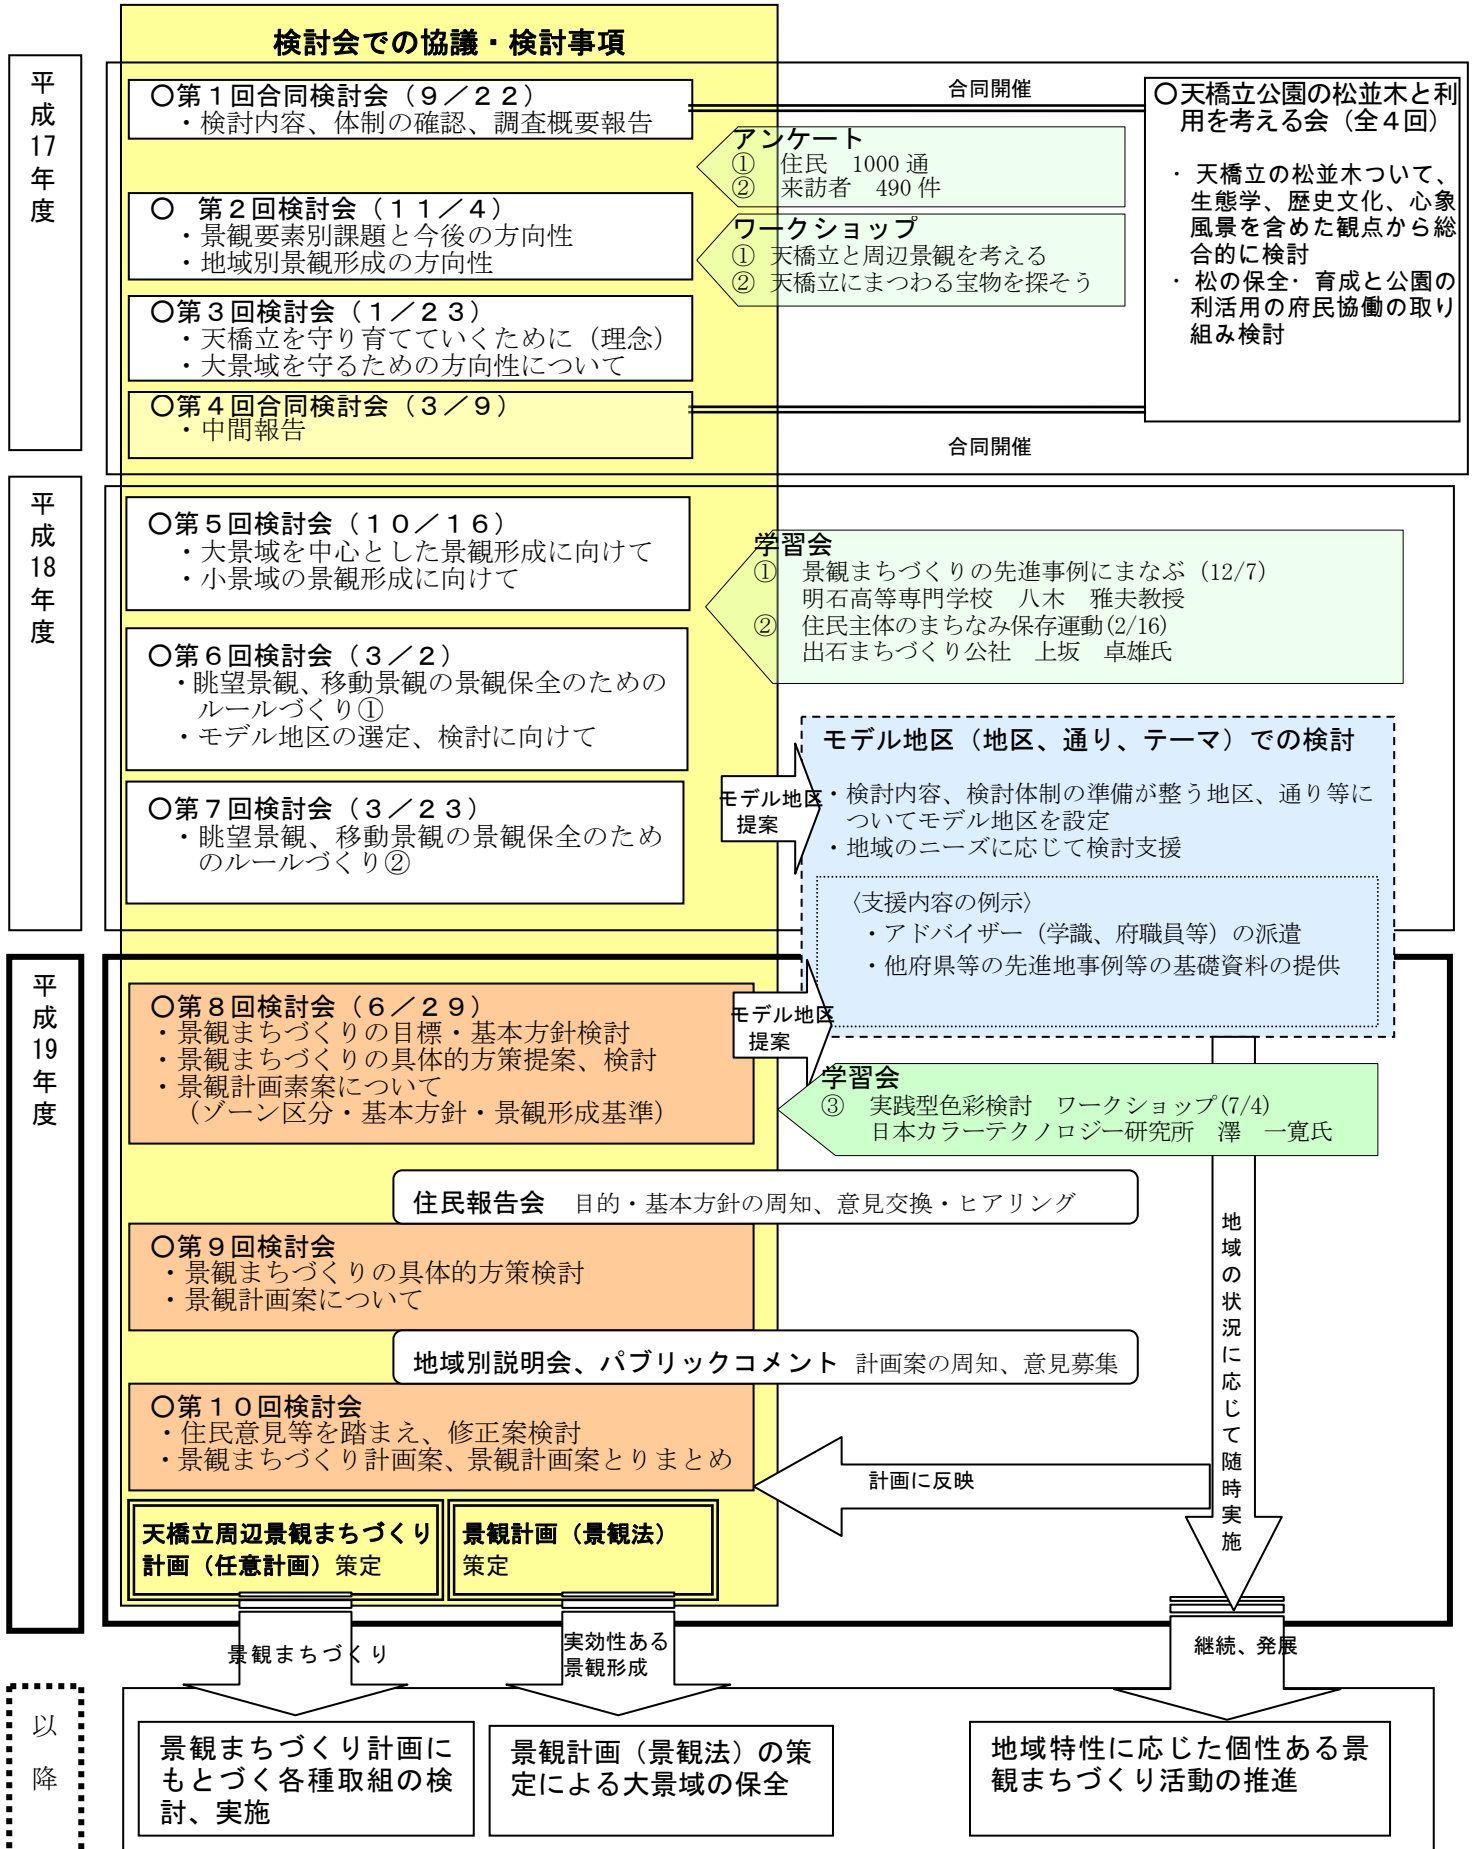 検討会での協議・検討事項
平成17年度
〇第１回合同検討会（９／２２）
・検討内容、体制の確認、調査概要報告
合同開催
〇天橋立公園の松並木と利
用を考える会（全４回）
・ 天橋立の松並木ついて、
生態学、歴史文化、心象
風景を含めた観点から総
合的に検討
・ 松の保全・育成と公園の
利活用の府民協働の取り
組み検討
アンケート
① 住民 1000 通
② 来訪者 490 件
〇 第２回検討会（１１／４）
・景観要素別課題と今後の方向性
・地域別景観形成の方向性
ワークショップ
① 天橋立と周辺景観を考える
② 天橋立にまつわる宝物を探そう
〇第３回検討会（１／２３）
・天橋立を守り育てていくために（理念）
・大景域を守るための方向性について
〇第４回合同検討会（３／９）
・中間報告
合同開催
平成18年度
〇第５回検討会（１０／１６）
・大景域を中心とした景観形成に向けて
・小景域の景観形成に向けて
学習会
① 景観まちづくりの先進事例にまなぶ（12/7）
明石高等専門学校 八木 雅夫教授
② 住民主体のまちなみ保存運動(2/16)
出石まちづくり公社 上坂 卓雄氏
〇第６回検討会（３／２）
・眺望景観、移動景観の景観保全のための
ルールづくり①
・モデル地区の選定、検討に向けて
〇第７回検討会（３／２３）
・眺望景観、移動景観の景観保全のため
のルールづくり②
モデル地区
提案
モデル地区（地区、通り、テーマ）での検討
・検討内容、検討体制の準備が整う地区、通り等に
ついてモデル地区を設定
・地域のニーズに応じて検討支援
〈支援内容の例示〉
・アドバイザー（学識、府職員等）の派遣
・他府県等の先進地事例等の基礎資料の提供
平成19年度
〇第８回検討会（６／２９）
・景観まちづくりの目標・基本方針検討
・景観まちづくりの具体的方策提案、検討
・景観計画素案について
（ゾーン区分・基本方針・景観形成基準）
モデル地区
提案
学習会
③ 実践型色彩検討 ワークショップ(7/4)
日本カラーテクノロジー研究所 澤 一寛氏
住民報告会 目的・基本方針の周知、意見交換・ヒアリング
〇第９回検討会
・景観まちづくりの具体的方策検討
・景観計画案について
地域別説明会、パブリックコメント 計画案の周知、意見募集
〇第１０回検討会
・住民意見等を踏まえ、修正案検討
・景観まちづくり計画案、景観計画案とりまとめ
計画に反映
地域の状況に応じて随時実施
天橋立周辺景観まちづくり
計画（任意計画）策定
景観計画（景観法）
策定
景観まちづくり
実効性ある
景観形成
継続、発展
以降
景観まちづくり計画に
もとづく各種取組の検
討、実施
景観計画（景観法）の策
定による大景域の保全
地域特性に応じた個性ある景
観まちづくり活動の推進